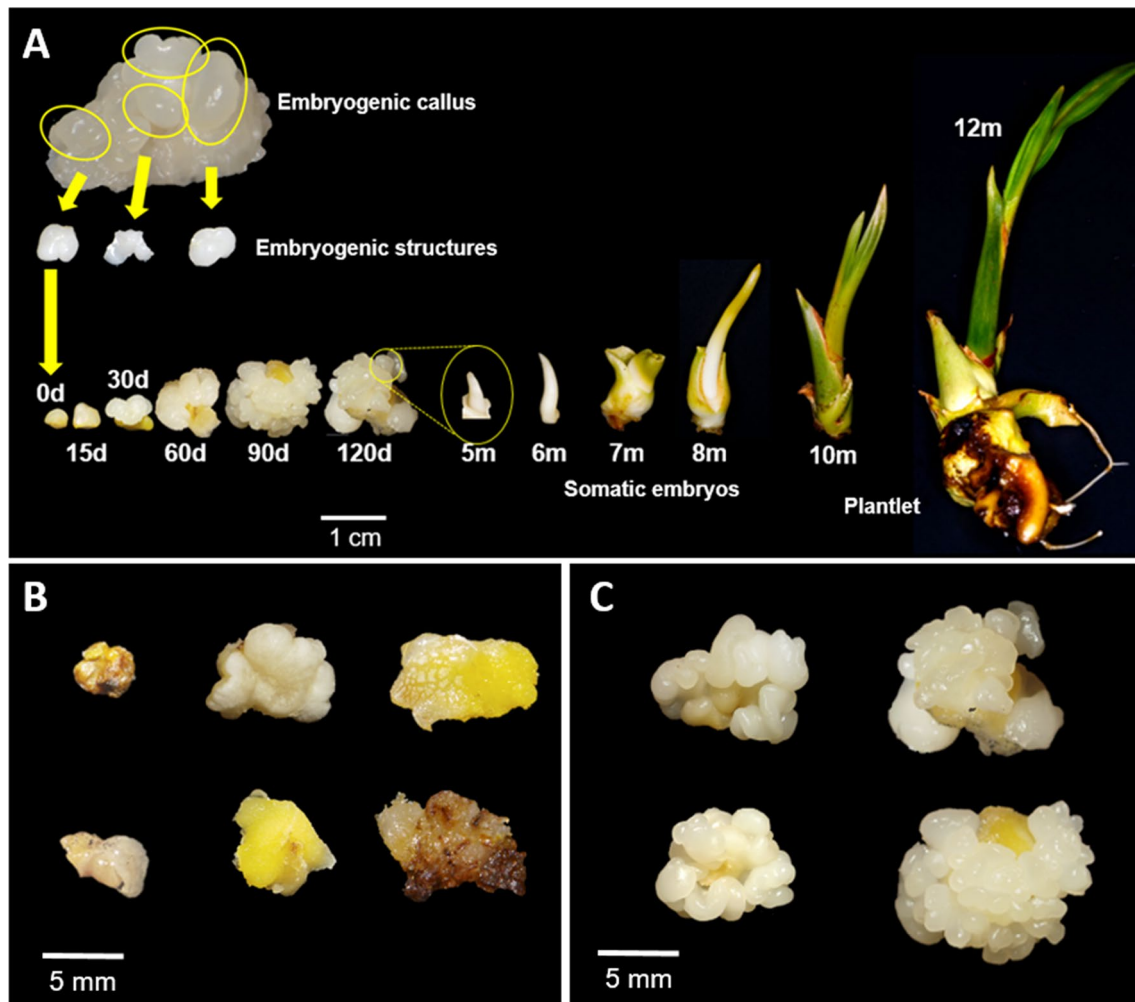 A
Embryogenic callus
12m
Embryogenic structures
0d
30d
15d
60d
90d
120d
5m
6m
7m
8m
10m
Somatic embryos
Plantlet
1 cm
B
5 mm
C
5 mm